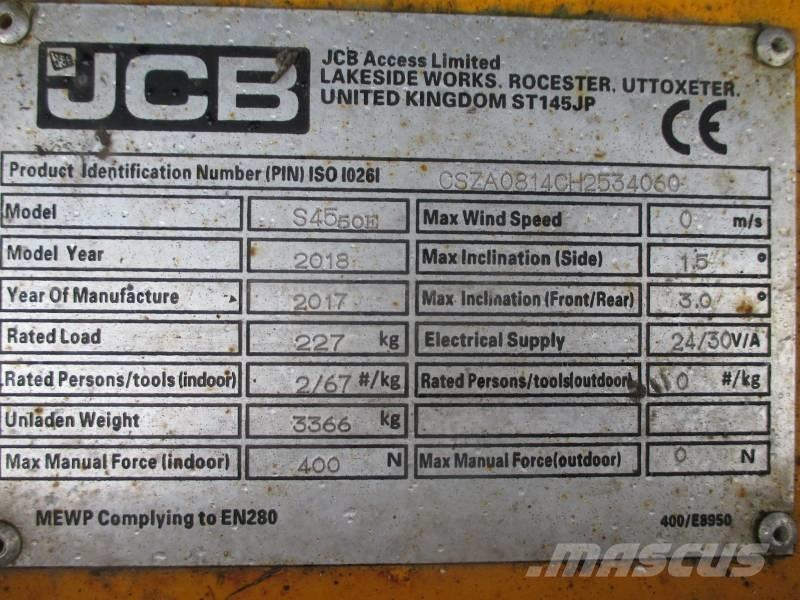 JCB
JCB Access Limited
LAKESIDE WORKS. ROCESTER, UTTOXETER.
UNITED KINGDOM ST145JP
CE
Product Identification Number (PIN) ISO 10261 CSZA0814CH2534060
Model S4550E Max Wind Speed 0 m/s
Model Year 2018 Max Inclination (Side) 1.5 °
Year Of Manufacture 2017 Max Inclination (Front/Rear) 3.0 °
Rated Load 227 kg Electrical Supply 24/30 V/A
Rated Persons/tools (indoor) 2/67 #/kg Rated Persons/tools(outdoor) 0 #/kg
Unladen Weight 3366 kg
Max Manual Force (indoor) 400 N Max Manual Force(outdoor) 0 N
MEWP Complying to EN280 400/E8950
mascus